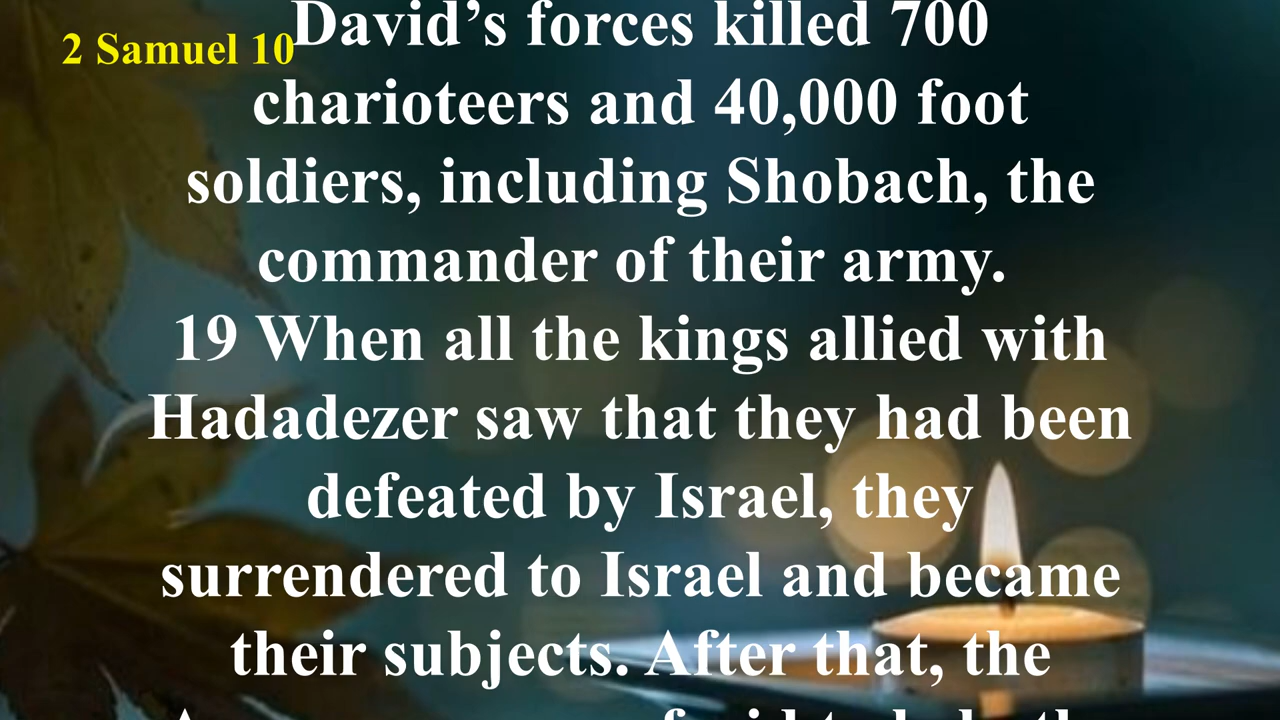 2 Samuel 10
David’s forces killed 700
charioteers and 40,000 foot
soldiers, including Shobach, the
commander of their army.
19 When all the kings allied with
Hadadezer saw that they had been
defeated by Israel, they
surrendered to Israel and became
their subjects. After that, the